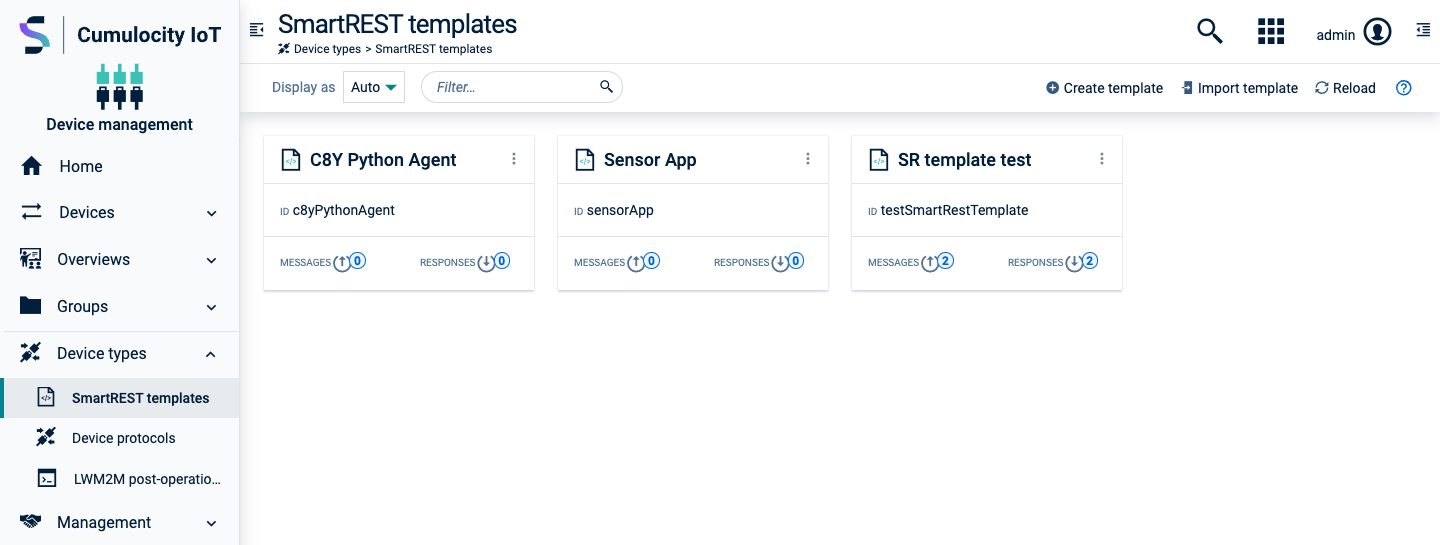 Cumulocity IoT
Device management
Home
Devices
Overviews
Groups
Device types
SmartREST templates
Device protocols
LWM2M post-operatio...
Management
SmartREST templates
Device types > SmartREST templates
admin
Display as Auto Filter...
Create template Import template Reload
C8Y Python Agent
ID c8yPythonAgent
MESSAGES 0 RESPONSES 0
Sensor App
ID sensorApp
MESSAGES 0 RESPONSES 0
SR template test
ID testSmartRestTemplate
MESSAGES 2 RESPONSES 2